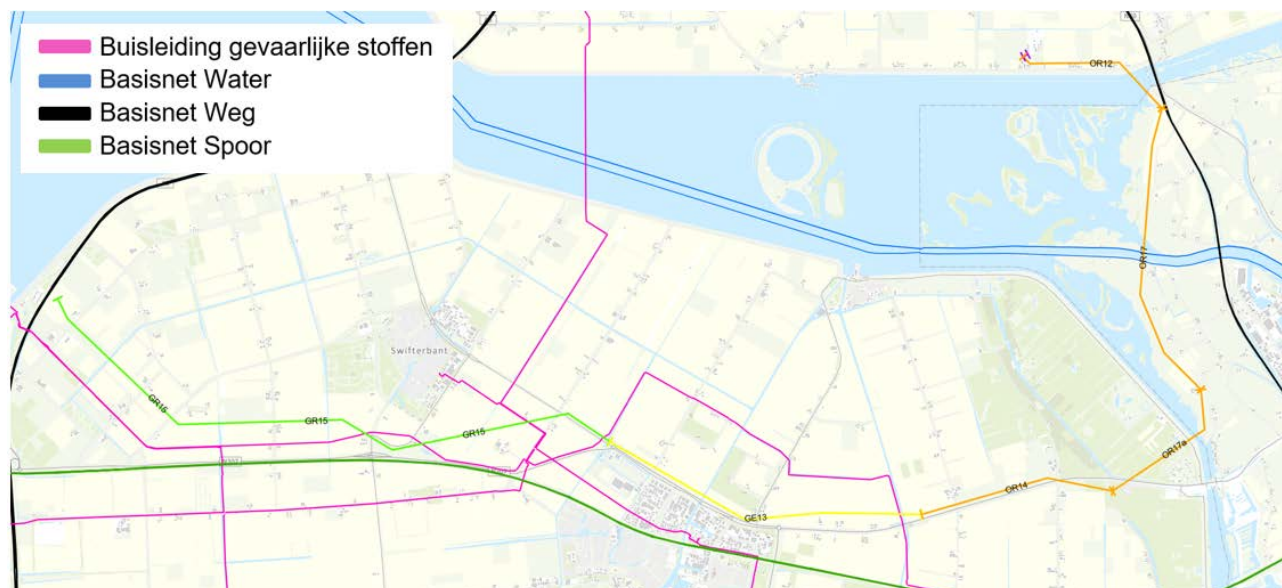 Buisleiding gevaarlijke stoffen
Basisnet Water
Basisnet Weg
Basisnet Spoor
OR12
OR17
Swifterbant
GR15
GR15
GR15
OR17a
OR14
GE13